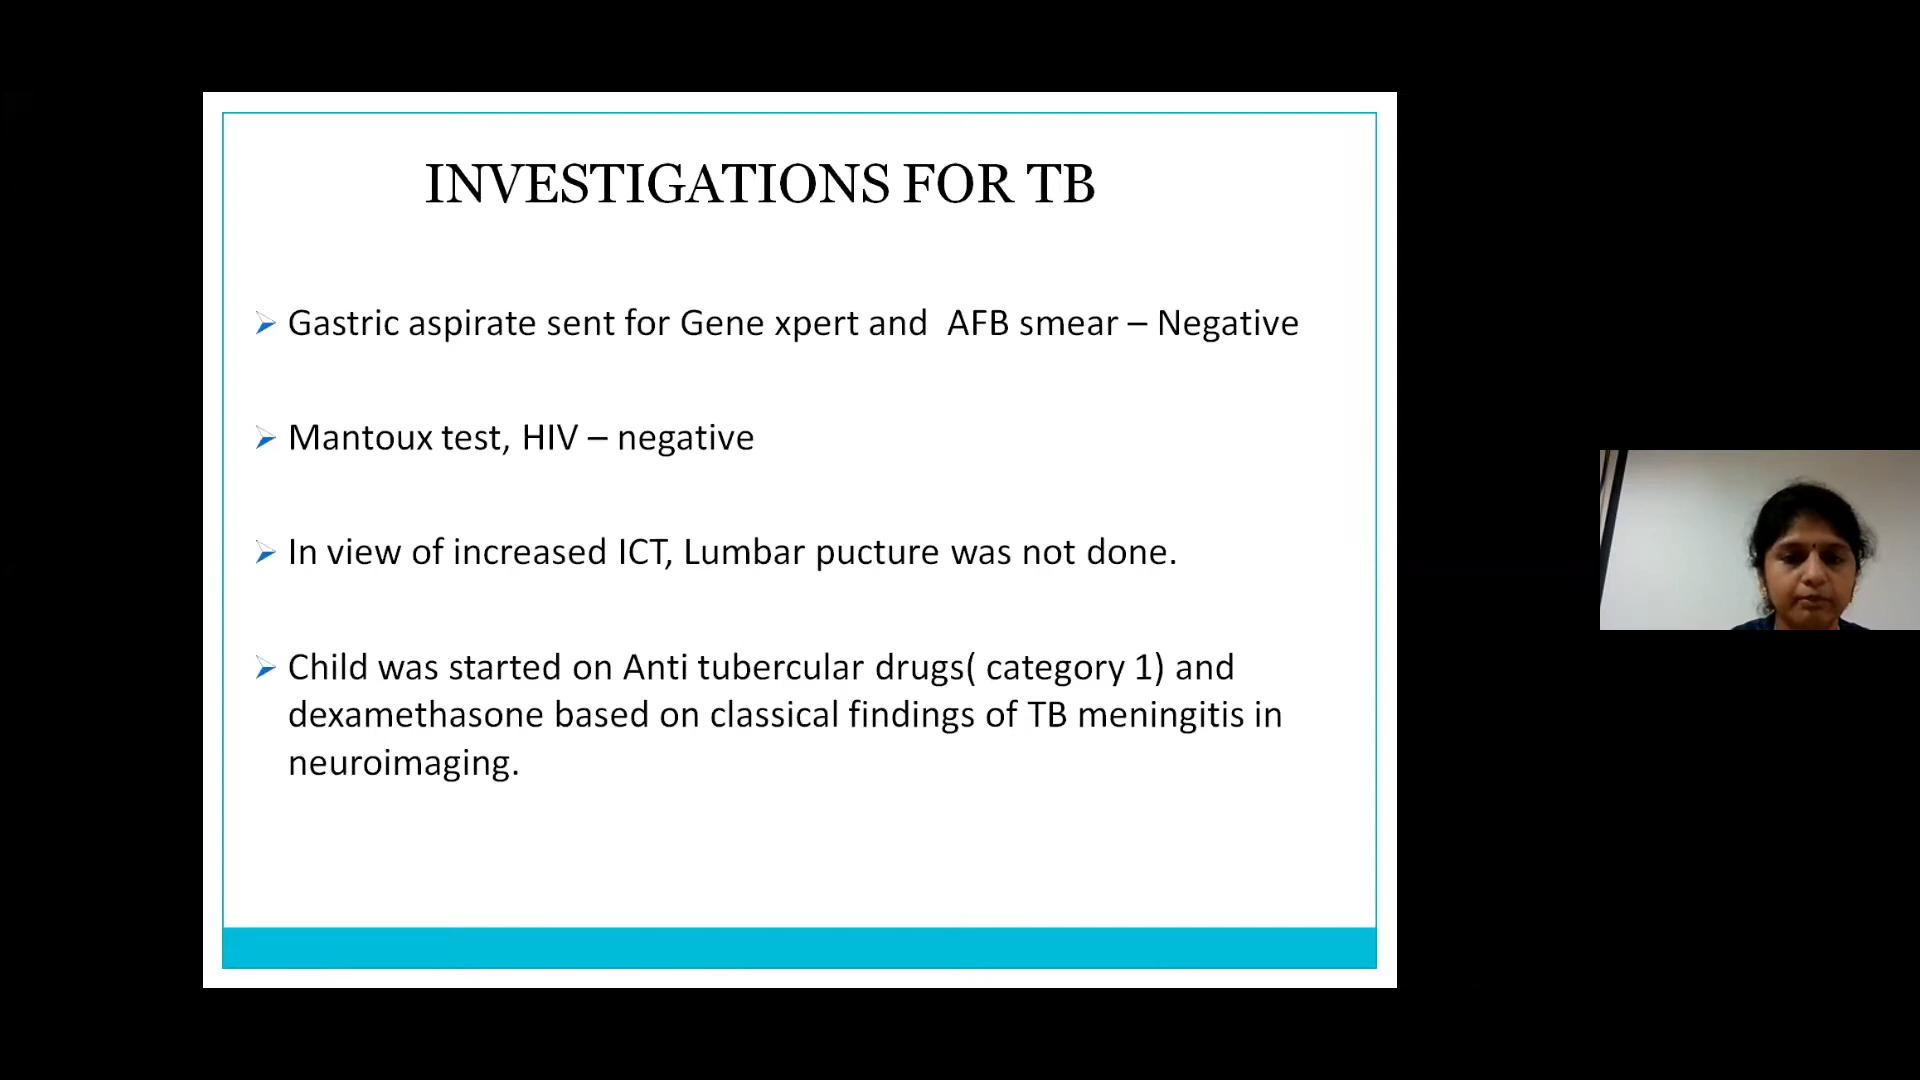 INVESTIGATIONS FOR TB
Gastric aspirate sent for Gene xpert and  AFB smear – Negative
Mantoux test, HIV – negative
In view of increased ICT, Lumbar pucture was not done.
Child was started on Anti tubercular drugs( category 1) and
dexamethasone based on classical findings of TB meningitis in
neuroimaging.